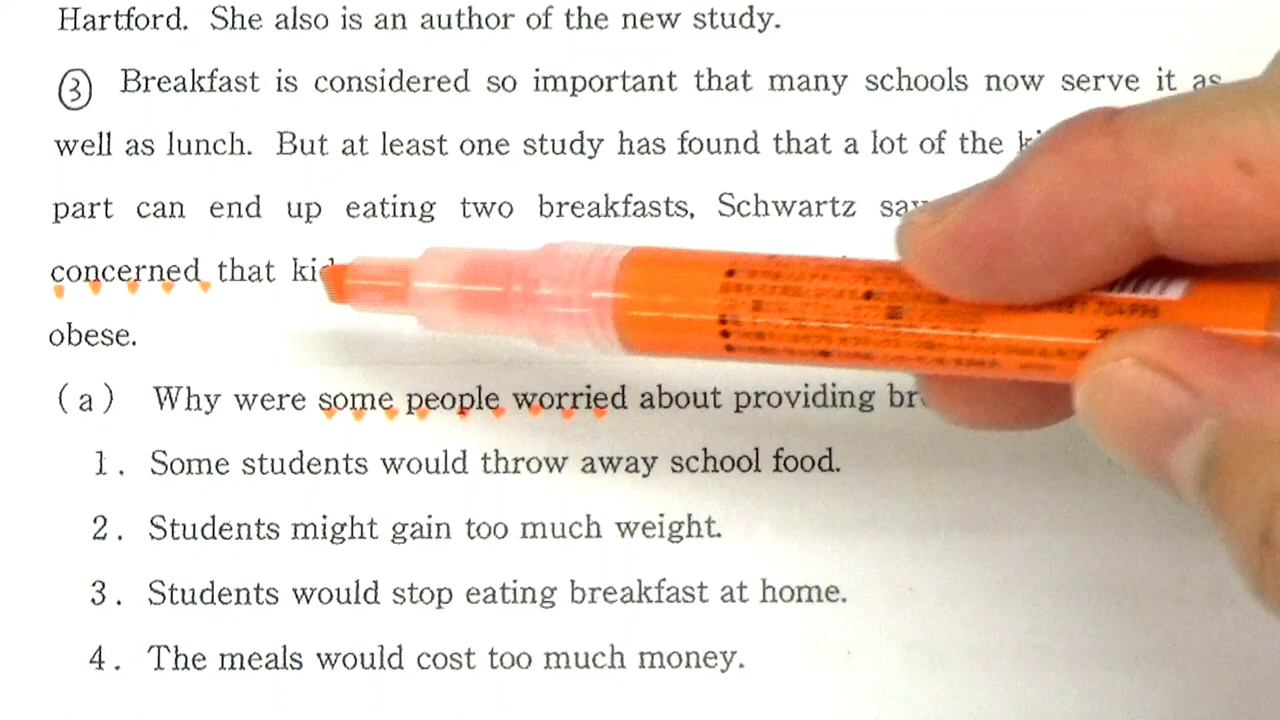 Hartford. She also is an author of the new study.
③ Breakfast is considered so important that many schools now serve it as
well as lunch. But at least one study has found that a lot of the
part can end up eating two breakfasts, Schwartz
concerned that
obese.
(a) Why were some people worried about providing
1. Some students would throw away school food.
2. Students might gain too much weight.
3. Students would stop eating breakfast at home.
4. The meals would cost too much money.